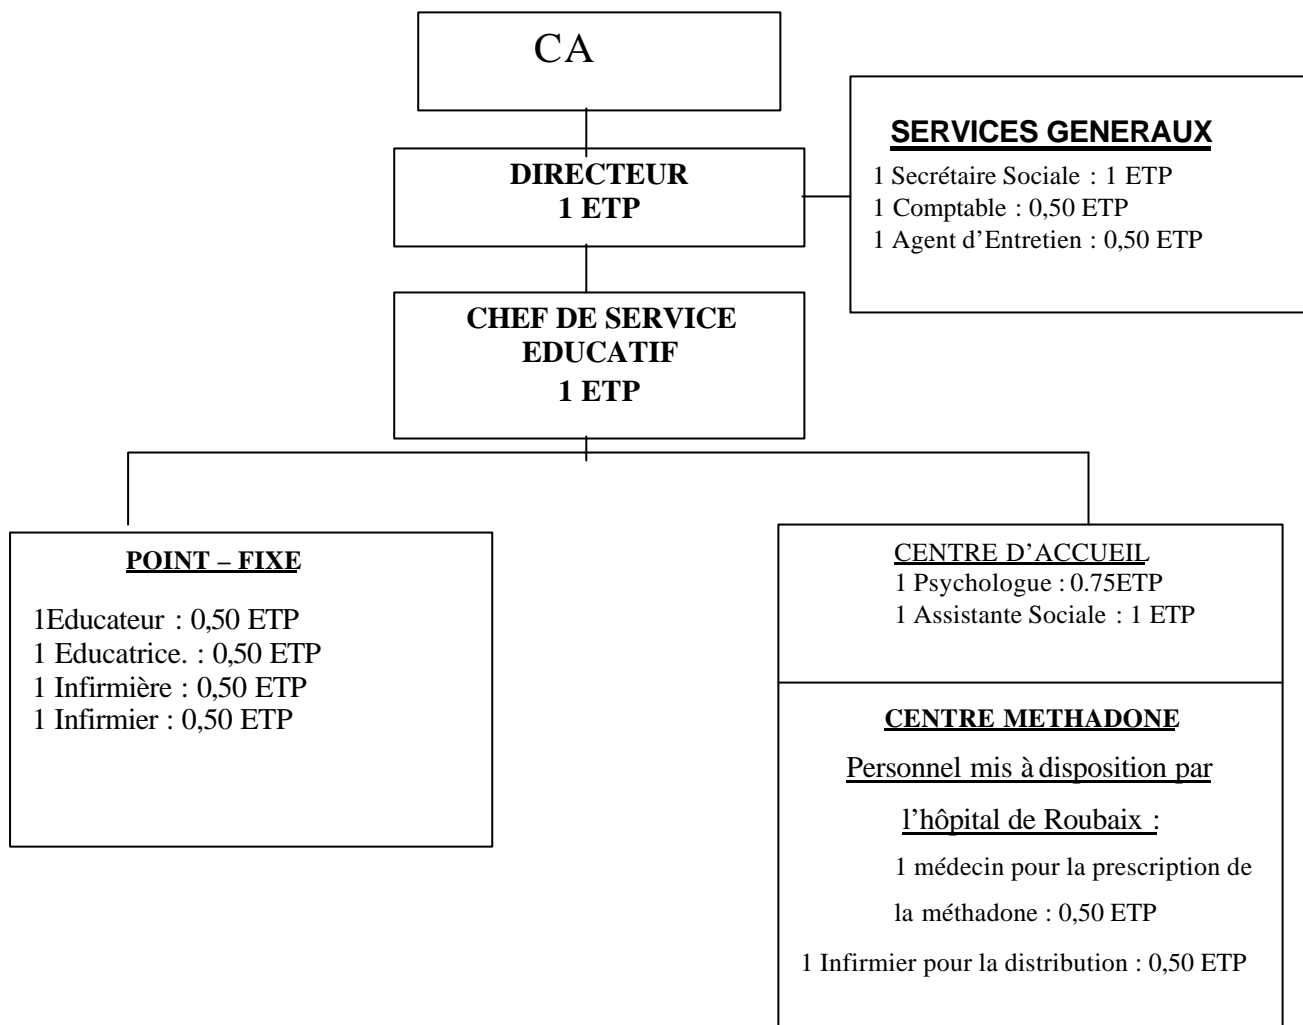 CA
DIRECTEUR
1 ETP
SERVICES GENERAUX
1 Secrétaire Sociale : 1 ETP
1 Comptable : 0,50 ETP
1 Agent d’Entretien : 0,50 ETP
CHEF DE SERVICE
EDUCATIF
1 ETP
POINT – FIXE
1Educateur : 0,50 ETP
1 Educatrice. : 0,50 ETP
1 Infirmière : 0,50 ETP
1 Infirmier : 0,50 ETP
CENTRE D’ACCUEIL
1 Psychologue : 0.75ETP
1 Assistante Sociale : 1 ETP
CENTRE METHADONE
Personnel mis à disposition par
l’hôpital de Roubaix :
1 médecin pour la prescription de
la méthadone : 0,50 ETP
1 Infirmier pour la distribution : 0,50 ETP